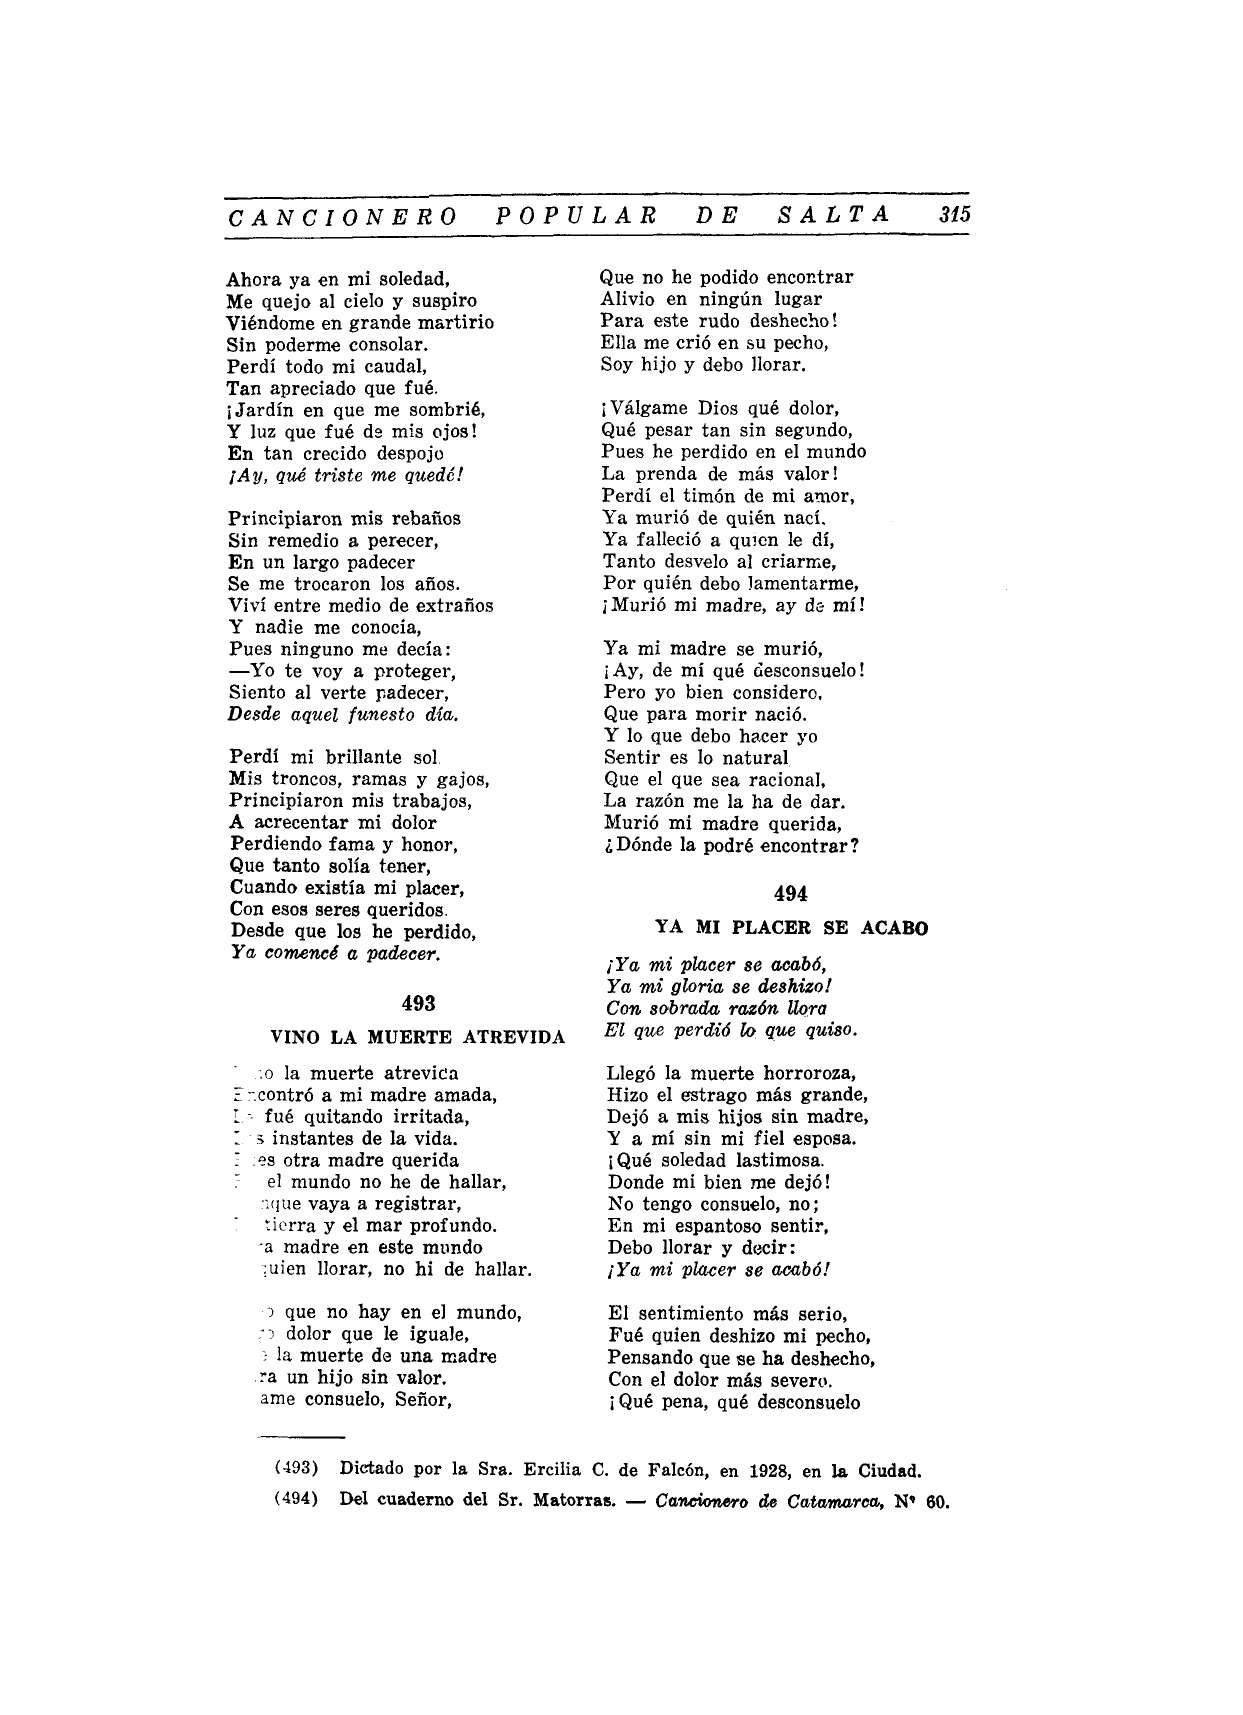 CANCIONERO POPULAR DE SALTA 315
Ahora ya en mi soledad,
Me quejo al cielo y suspiro
Viéndome en grande martirio
Sin poderme consolar.
Perdí todo mi caudal,
Tan apreciado que fué.
¡Jardín en que me sombrié,
Y luz que fué de mis ojos!
En tan crecido despojo
¡Ay, qué triste me quedé!
Principiaron mis rebaños
Sin remedio a perecer,
En un largo padecer
Se me trocaron los años.
Viví entre medio de extraños
Y nadie me conocía,
Pues ninguno me decía:
—Yo te voy a proteger,
Siento al verte padecer,
Desde aquel funesto día.
Perdí mi brillante sol
Mis troncos, ramas y gajos,
Principiaron mis trabajos,
A acrecentar mi dolor
Perdiendo fama y honor,
Que tanto solía tener,
Cuando existía mi placer,
Con esos seres queridos.
Desde que los he perdido,
Ya comencé a padecer.
493
VINO LA MUERTE ATREVIDA
la muerte atrevida
Encontró a mi madre amada,
fué quitando irritada,
instantes de la vida.
otra madre querida
el mundo no he de hallar,
vaya a registrar,
tierra y el mar profundo.
madre en este mundo
quien llorar, no hi de hallar.
que no hay en el mundo,
dolor que le iguale,
la muerte de una madre
un hijo sin valor.
consuelo, Señor,
Que no he podido encontrar
Alivio en ningún lugar
Para este rudo deshecho!
Ella me crió en su pecho,
Soy hijo y debo llorar.
¡Válgame Dios qué dolor,
Qué pesar tan sin segundo,
Pues he perdido en el mundo
La prenda de más valor!
Perdí el timón de mi amor,
Ya murió de quién nací.
Ya falleció a quien le dí,
Tanto desvelo al criarme,
Por quién debo lamentarme,
¡Murió mi madre, ay de mí!
Ya mi madre se murió,
¡Ay, de mí qué desconsuelo!
Pero yo bien considero,
Que para morir nació.
Y lo que debo hacer yo
Sentir es lo natural
Que el que sea racional,
La razón me la ha de dar.
Murió mi madre querida,
¿Dónde la podré encontrar?
494
YA MI PLACER SE ACABO
¡Ya mi placer se acabó,
Ya mi gloria se deshizo!
Con sobrada razón llora
El que perdió lo que quiso.
Llegó la muerte horroroza,
Hizo el estrago más grande,
Dejó a mis hijos sin madre,
Y a mí sin mi fiel esposa.
¡Qué soledad lastimosa.
Donde mi bien me dejó!
No tengo consuelo, no;
En mi espantoso sentir,
Debo llorar y decir:
¡Ya mi placer se acabó!
El sentimiento más serio,
Fué quien deshizo mi pecho,
Pensando que se ha deshecho,
Con el dolor más severo.
¡Qué pena, qué desconsuelo
(493) Dictado por la Sra. Ercilia C. de Falcón, en 1928, en la Ciudad.
(494) Del cuaderno del Sr. Matorras. — Cancionero de Catamarca, Nº 60.